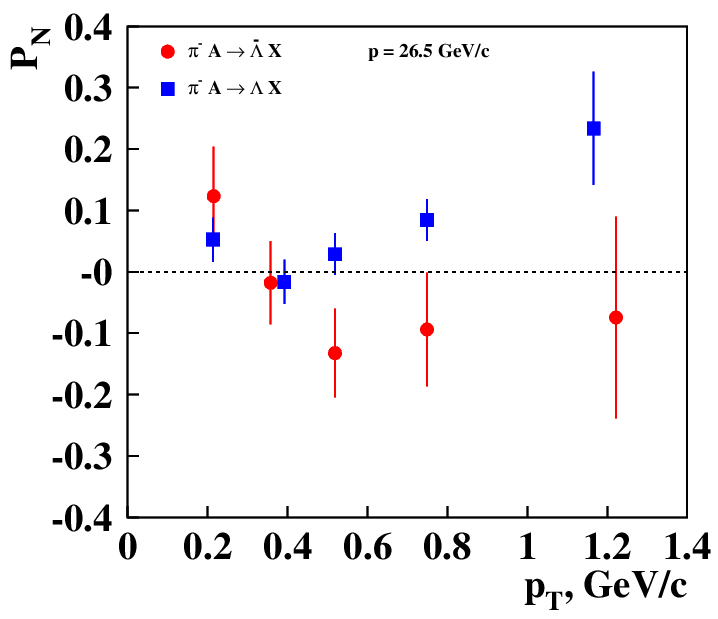 P_N
0.4
0.3
0.2
0.1
-0
-0.1
-0.2
-0.3
-0.4
π⁻ A → Λ̄ X
p = 26.5 GeV/c
π⁻ A → Λ X
0 0.2 0.4 0.6 0.8 1 1.2 1.4
p_T, GeV/c